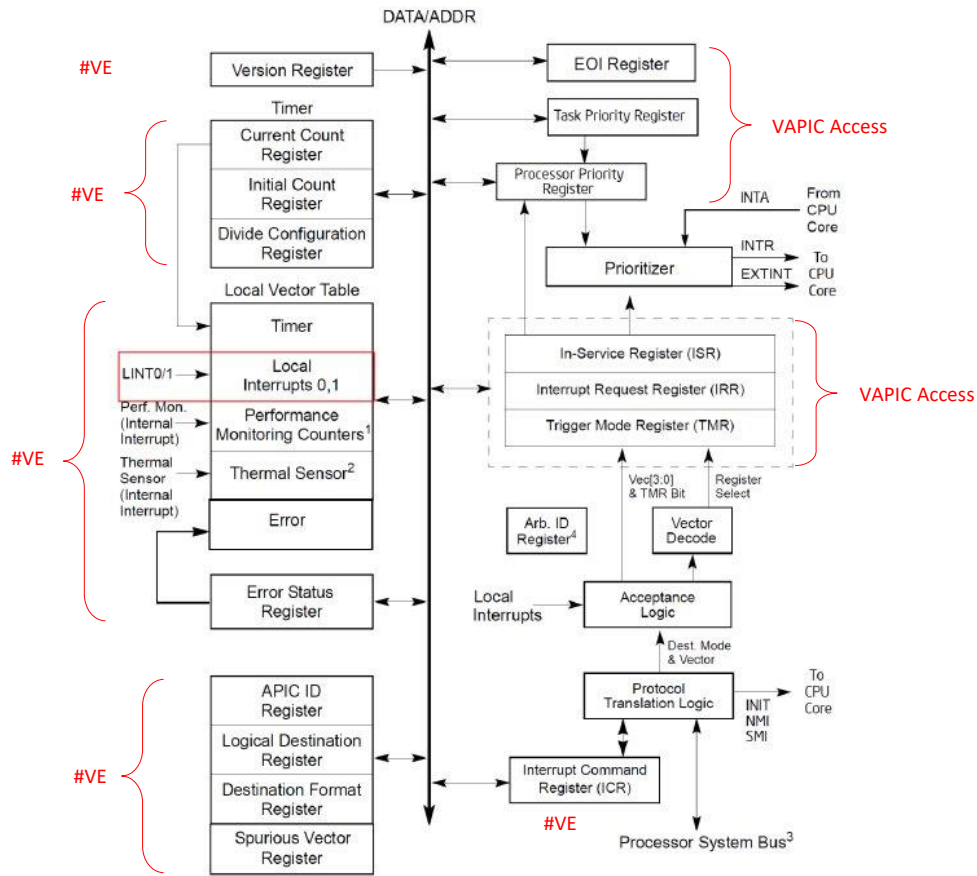 DATA/ADDR
#VE
Version Register
EOI Register
Timer
Task Priority Register
VAPIC Access
Current Count
Register
#VE
Initial Count
Register
Processor Priority
Register
Divide Configuration
Register
INTA
From
CPU
Core
INTR
EXTINT
To
CPU
Core
Prioritizer
Local Vector Table
Timer
LINT0/1
Local
Interrupts 0,1
In-Service Register (ISR)
Interrupt Request Register (IRR)
Trigger Mode Register (TMR)
VAPIC Access
Perf. Mon.
(Internal
Interrupt)
Performance
Monitoring Counters1
#VE
Thermal
Sensor
(Internal
Interrupt)
Thermal Sensor2
Vec[3:0]
& TMR Bit
Register
Select
Error
Arb. ID
Register4
Vector
Decode
Error Status
Register
Local
Interrupts
Acceptance
Logic
Dest. Mode
& Vector
APIC ID
Register
Protocol
Translation Logic
To
CPU
Core
INIT
NMI
SMI
Logical Destination
Register
#VE
Destination Format
Register
Interrupt Command
Register (ICR)
#VE
Spurious Vector
Register
Processor System Bus3